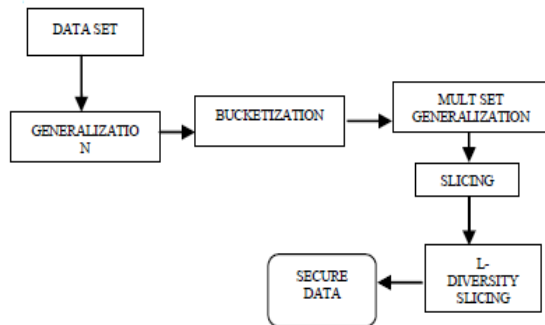 DATA SET
GENERALIZATIO
N
BUCKETIZATION
MULT SET
GENERALIZATION
SLICING
L-
DIVERSITY
SLICING
SECURE
DATA